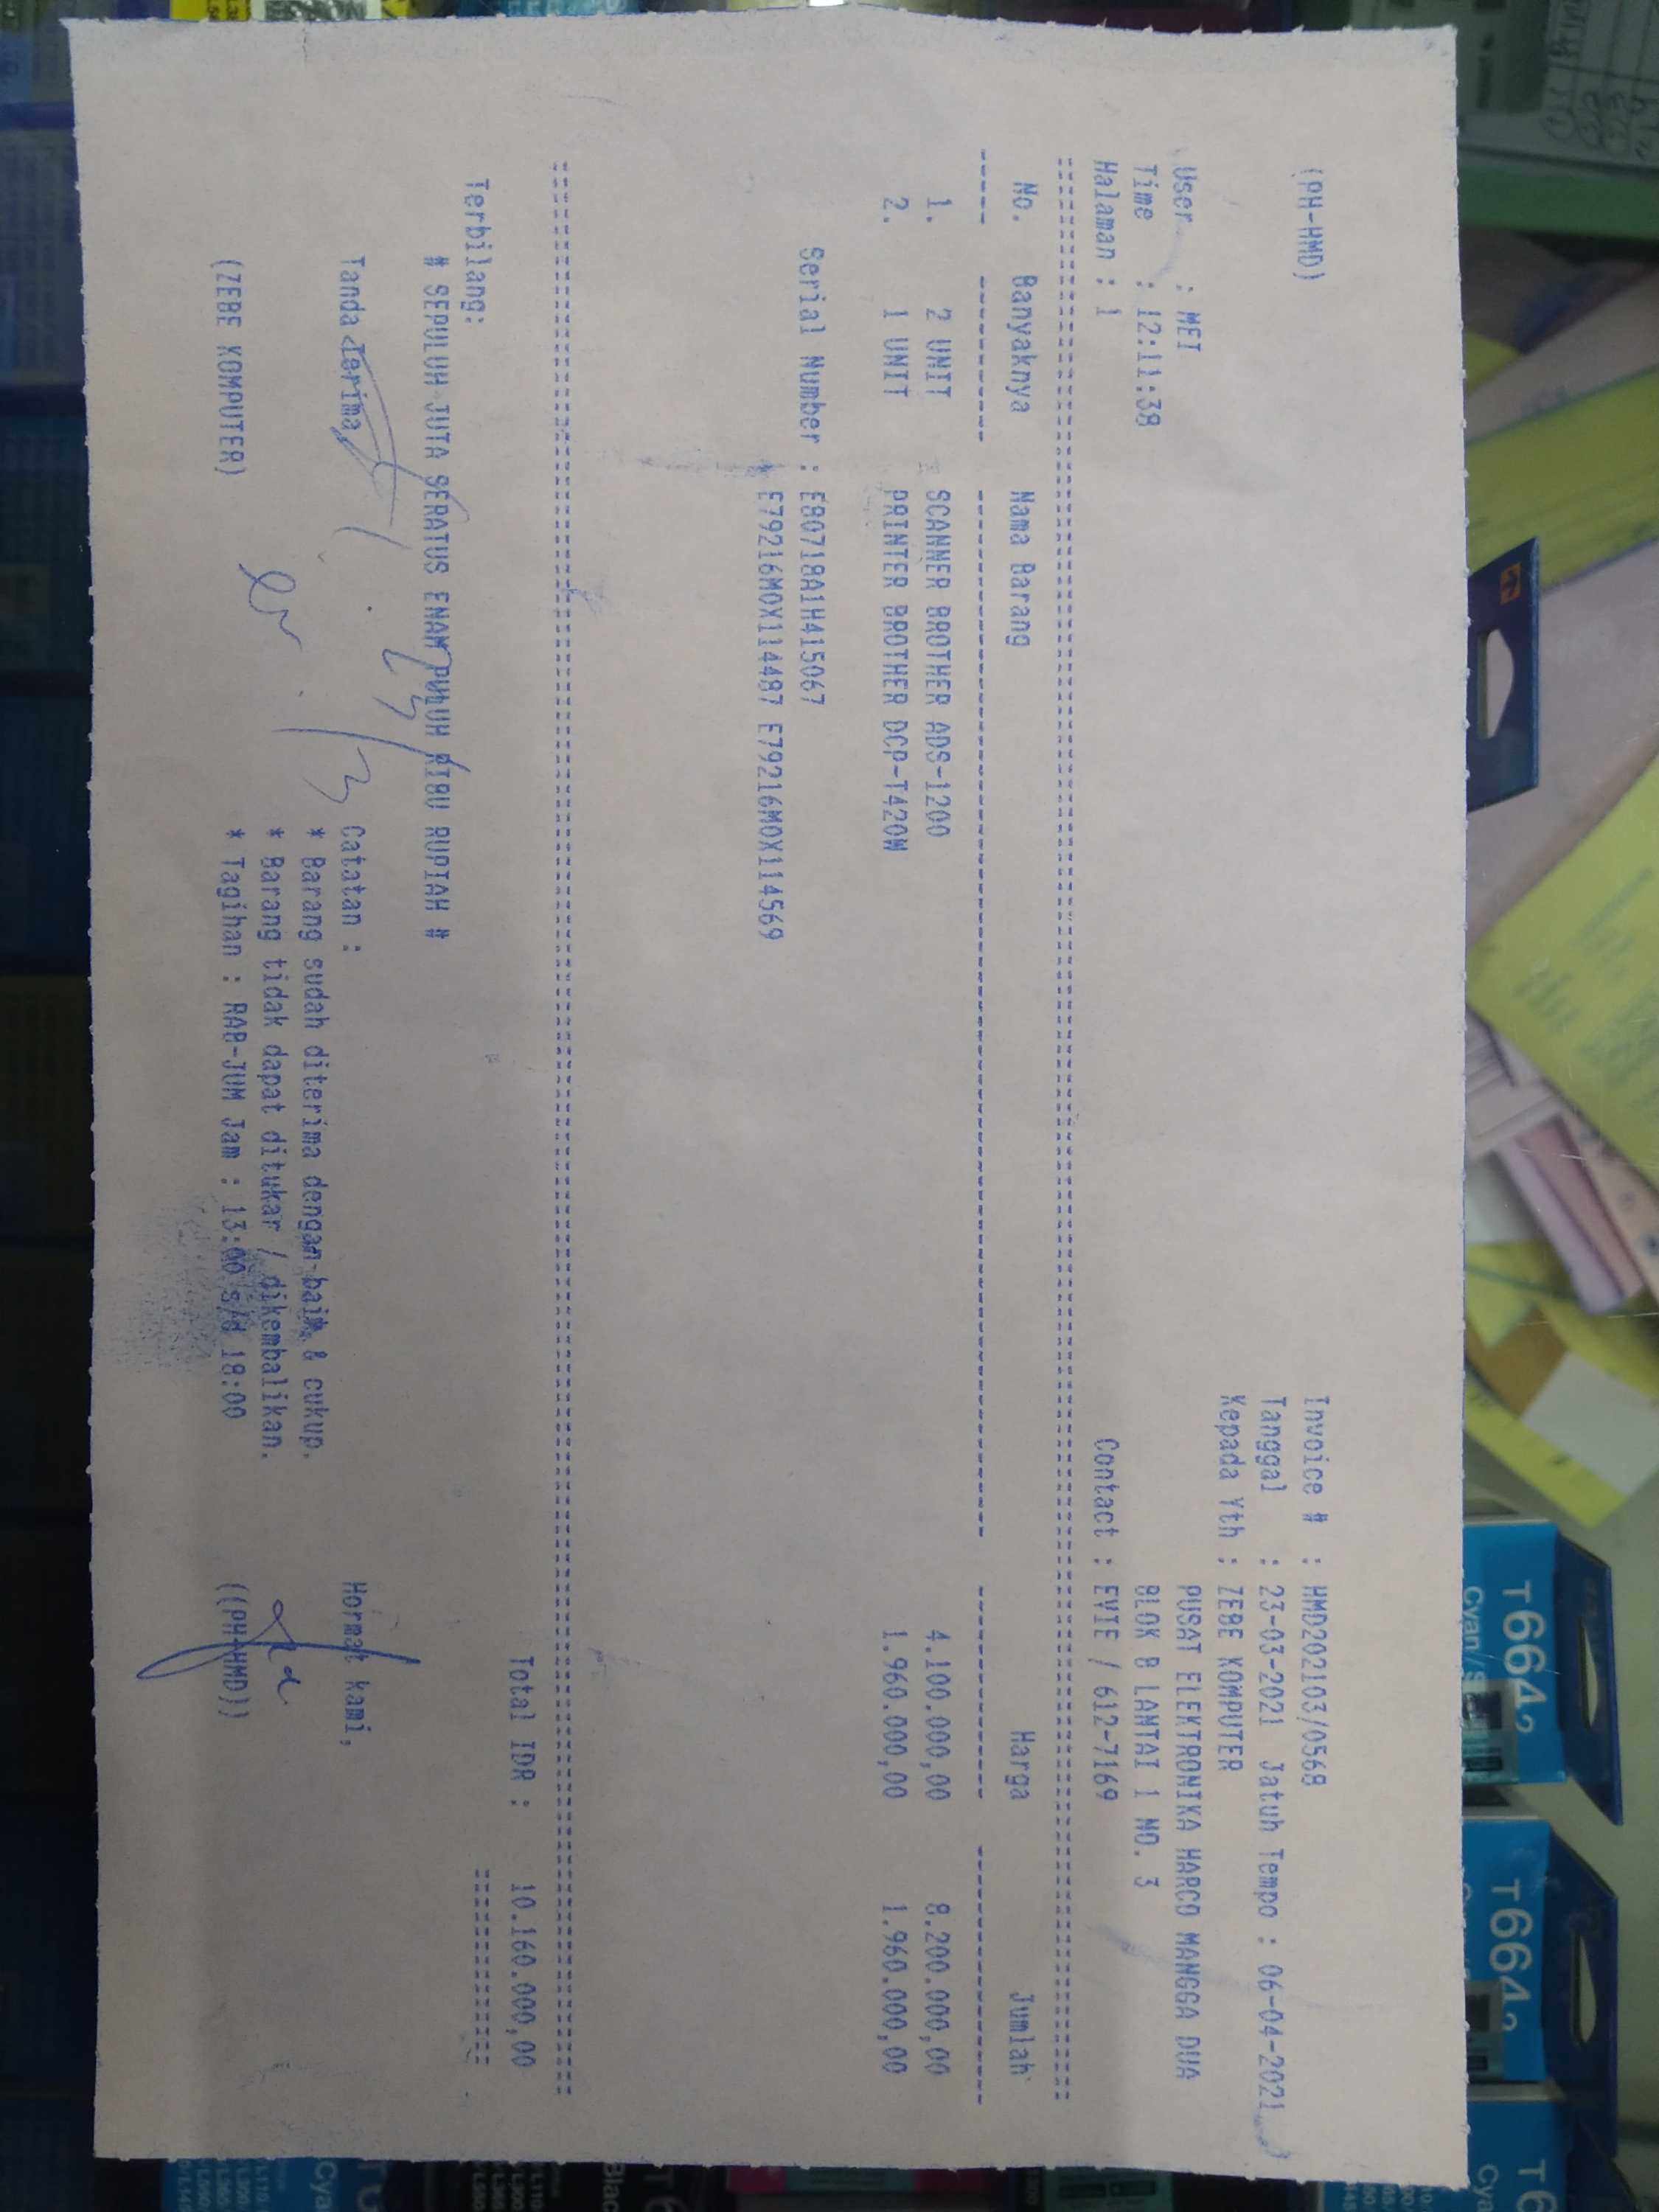 (PH-HMD)
Invoice # : HMD202103/0568
Tanggal : 23-03-2021 Jatuh Tempo : 06-04-2021
Kepada Yth : ZEBE KOMPUTER
User : MEI
PUSAT ELEKTRONIKA HARCO MANGGA DUA
Time : 12:11:38
BLOK B LANTAI 1 NO. 3
Halaman : 1
Contact : EVIE / 612-7169
No. Banyaknya Nama Barang Harga Jumlah
1. 2 UNIT SCANNER BROTHER ADS-1200 4.100.000,00 8.200.000,00
2. 1 UNIT PRINTER BROTHER DCP-T420W 1.960.000,00 1.960.000,00
Serial Number : E80718A1H415067
E79216M0X114487 E79216M0X114569
Total IDR : 10.160.000,00
Terbilang:
# SEPULUH JUTA SERATUS ENAM PULUH RIBU RUPIAH #
Tanda Terima,
Catatan :
Hormat kami,
* Barang sudah diterima dengan baik & cukup.
* Barang tidak dapat ditukar / dikembalikan.
(ZEBE KOMPUTER)
* Tagihan : RAB-JUM Jam : 13:00 s/d 18:00
((PH-HMD))
T6642
Cyan
T6642